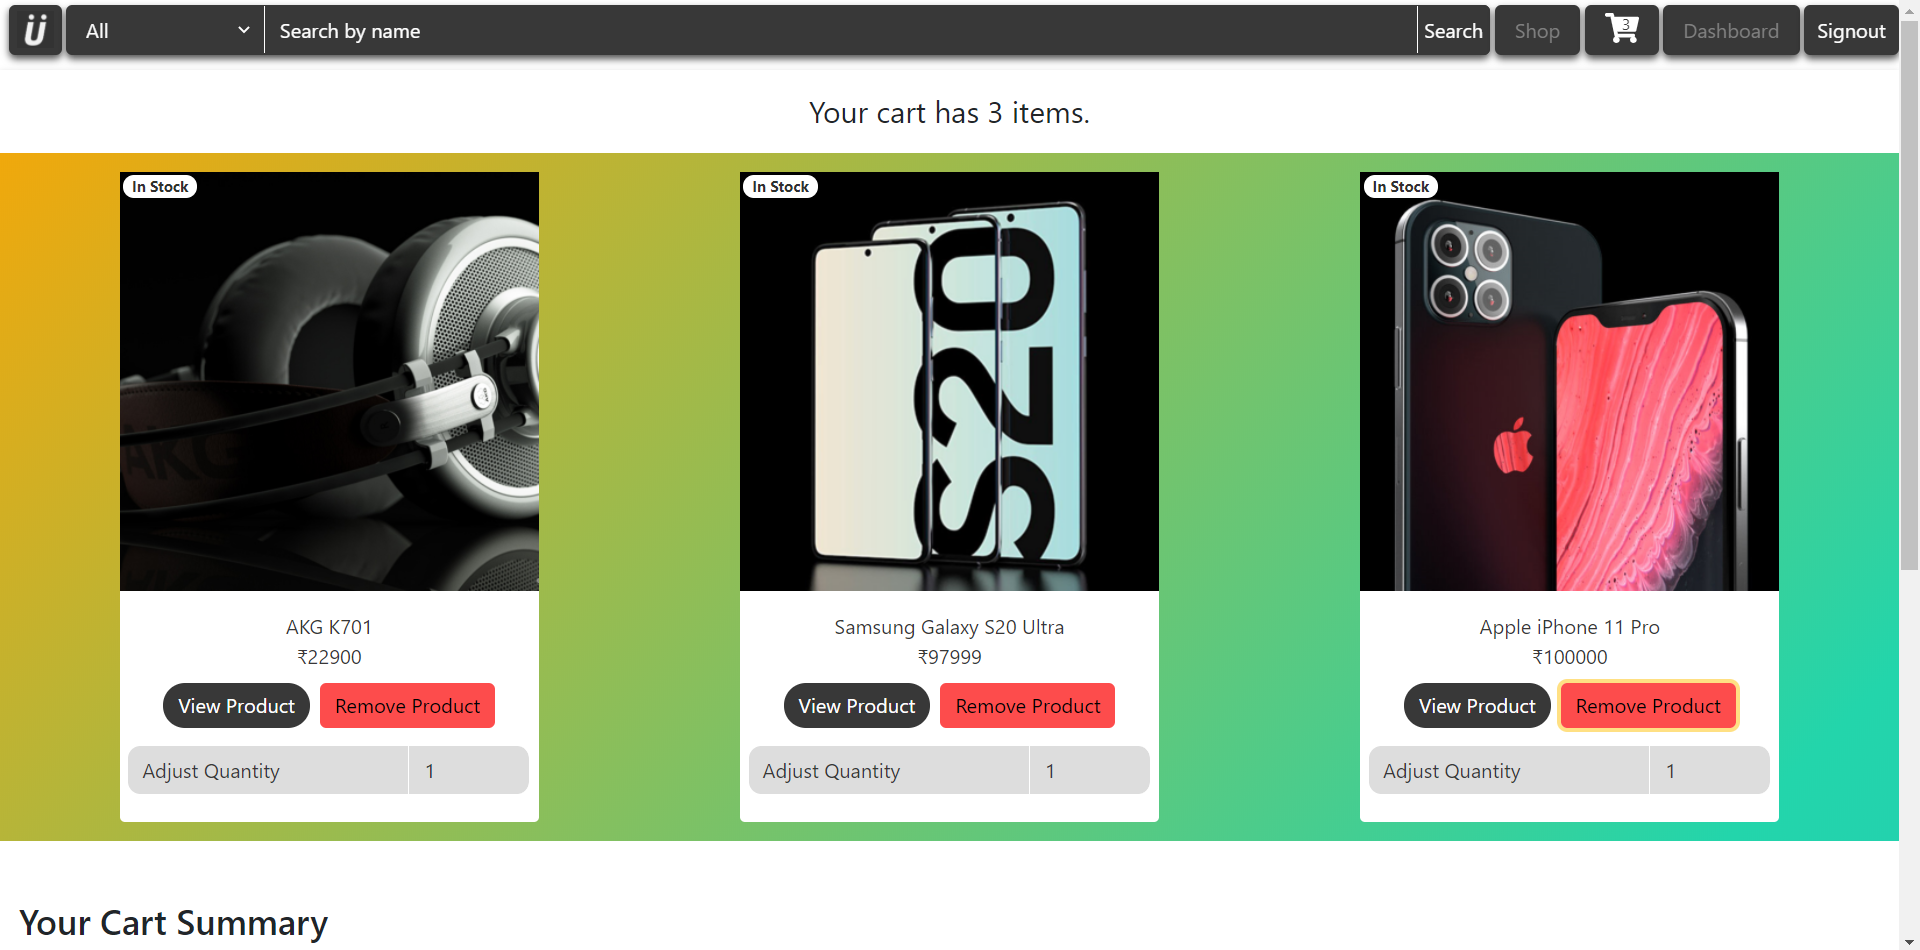 Ü All Search by name Search Shop 3 Dashboard Signout
Your cart has 3 items.
In Stock In Stock In Stock
AKG
S20
S20
AKG K701 Samsung Galaxy S20 Ultra Apple iPhone 11 Pro
₹22900 ₹97999 ₹100000
View Product Remove Product View Product Remove Product View Product Remove Product
Adjust Quantity 1 Adjust Quantity 1 Adjust Quantity 1
Your Cart Summary